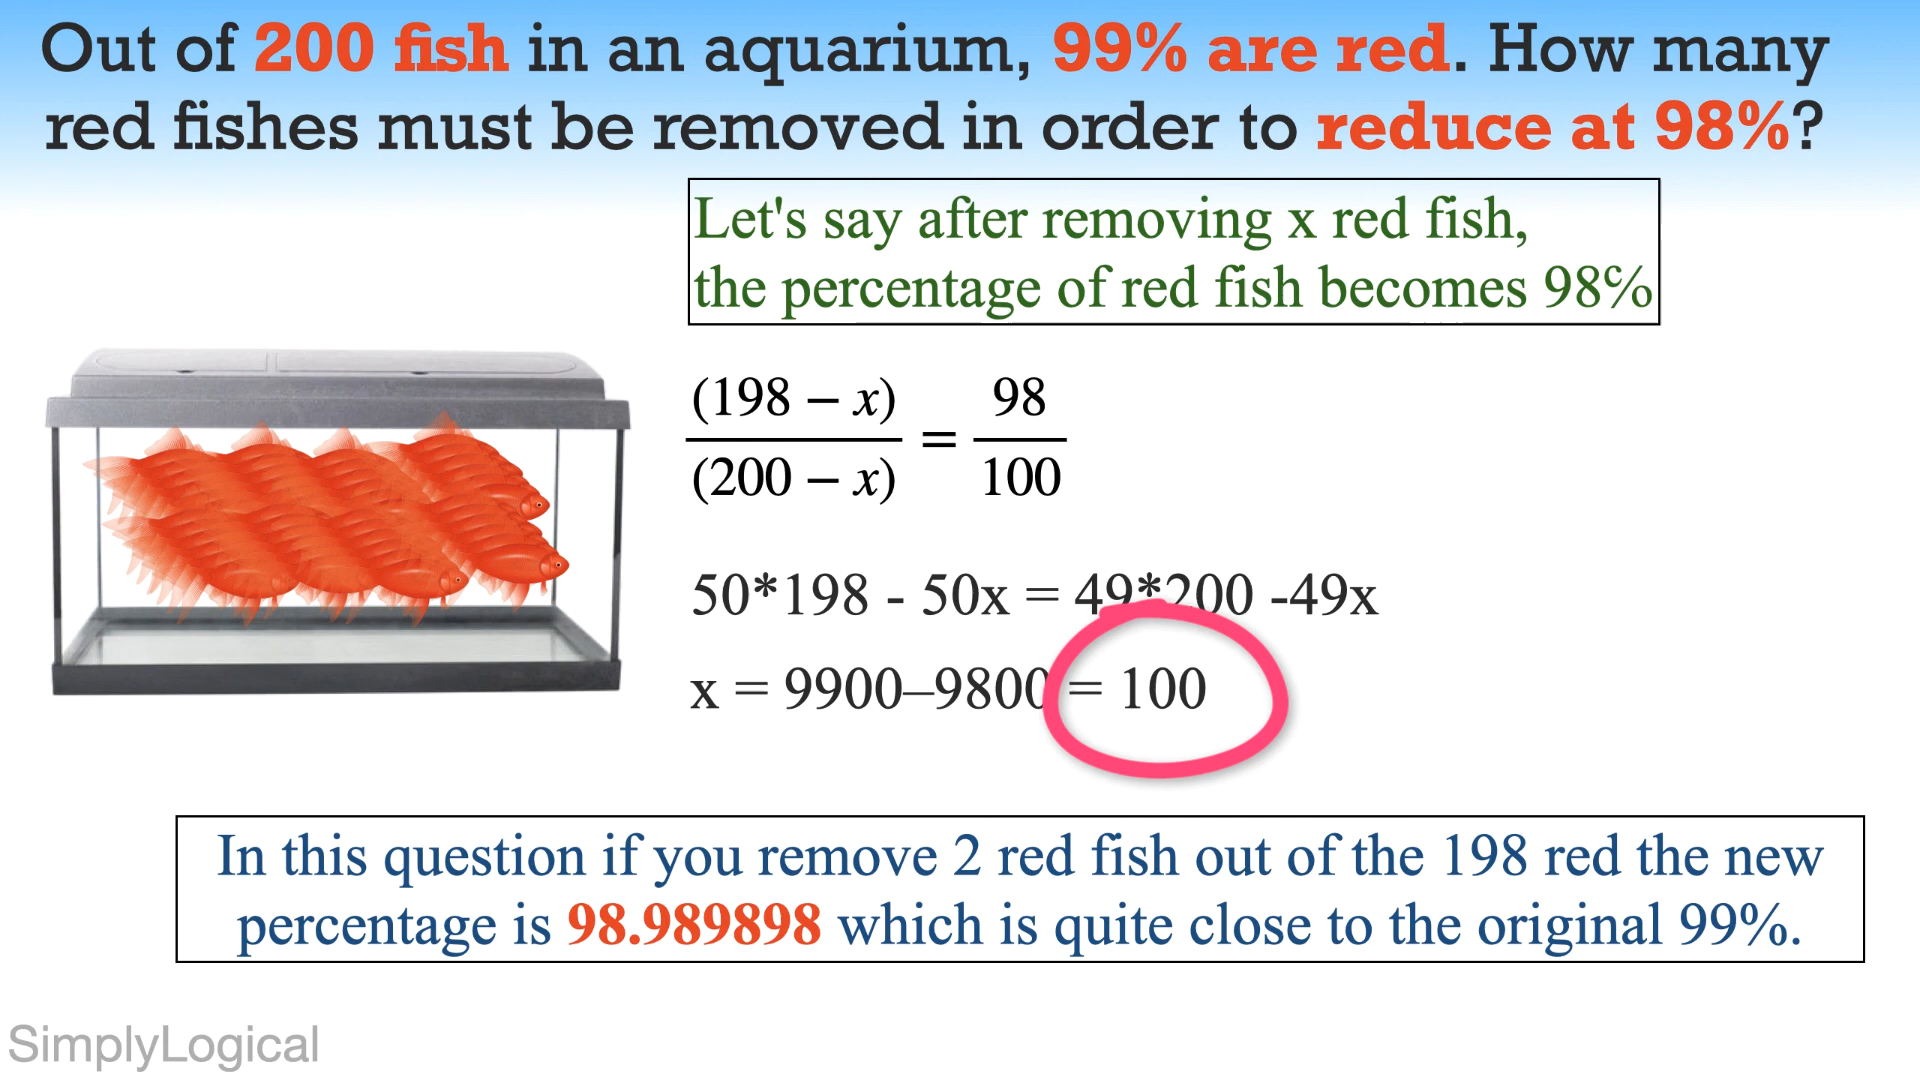 Out of 200 fish in an aquarium, 99% are red. How many
red fishes must be removed in order to reduce at 98%?
Let's say after removing x red fish,
the percentage of red fish becomes 98%
(198 – x)
(200 – x)
=
98
100
50*198 - 50x = 49*200 -49x
x = 9900–9800 = 100
In this question if you remove 2 red fish out of the 198 red the new
percentage is 98.989898 which is quite close to the original 99%.
SimplyLogical